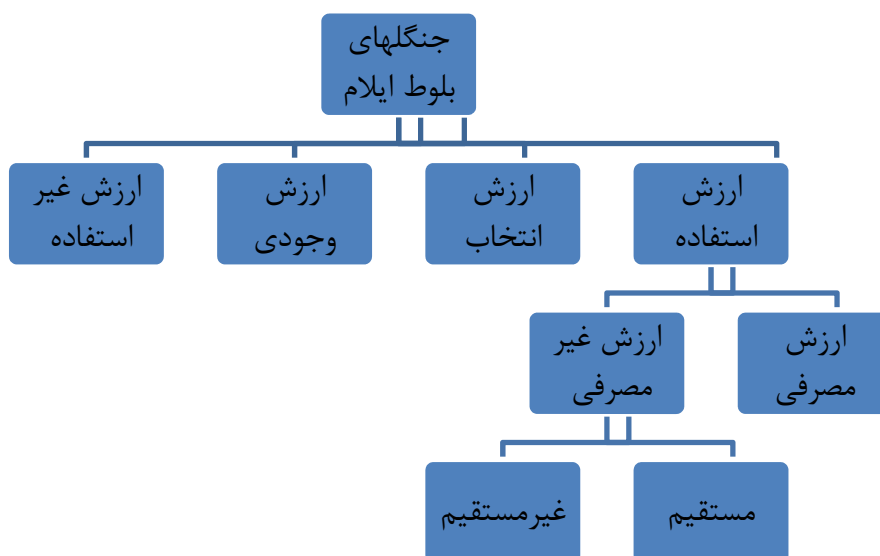 جنگلهای
بلوط ایلام
ارزش
استفاده
ارزش
انتخاب
ارزش
وجودی
ارزش غیر
استفاده
ارزش
مصرفی
ارزش غیر
مصرفی
مستقیم
غیرمستقیم